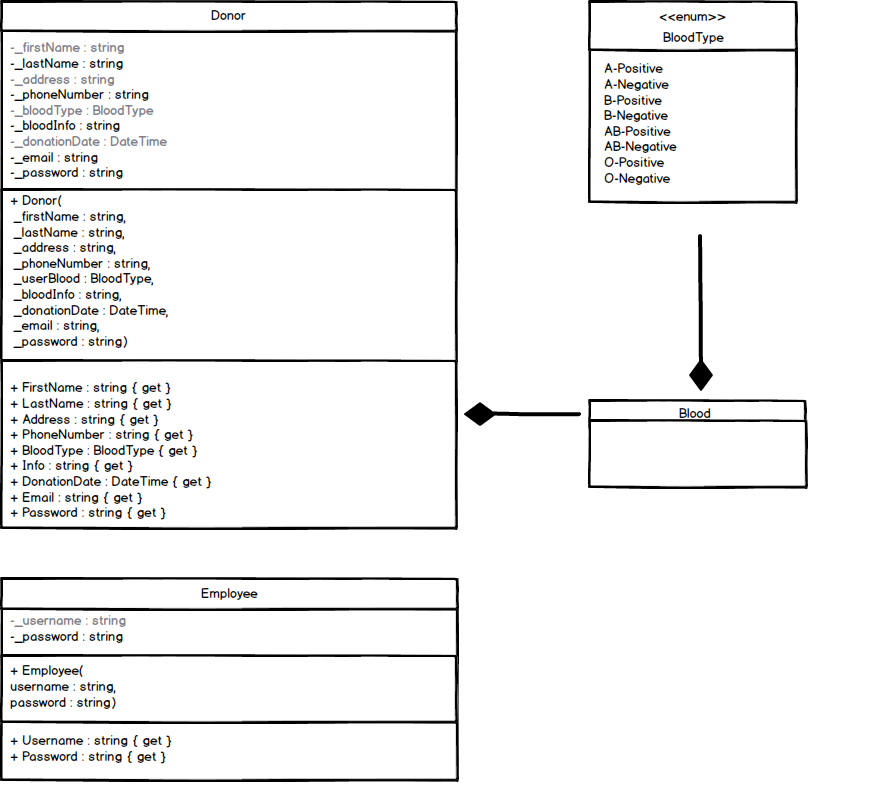 Donor
-_firstName : string
-_lastName : string
-_address : string
-_phoneNumber : string
-_bloodType : BloodType
-_bloodInfo : string
-_donationDate : DateTime
-_email : string
-_password : string
+ Donor(
_firstName : string,
_lastName : string,
_address : string,
_phoneNumber : string,
_userBlood : BloodType,
_bloodInfo : string,
_donationDate : DateTime,
_email : string,
_password : string)
+ FirstName : string { get }
+ LastName : string { get }
+ Address : string { get }
+ PhoneNumber : string { get }
+ BloodType : BloodType { get }
+ Info : string { get }
+ DonationDate : DateTime { get }
+ Email : string { get }
+ Password : string { get }
<<enum>>
BloodType
A-Positive
A-Negative
B-Positive
B-Negative
AB-Positive
AB-Negative
O-Positive
O-Negative
Blood
Employee
-_username : string
-_password : string
+ Employee(
username : string,
password : string)
+ Username : string { get }
+ Password : string { get }